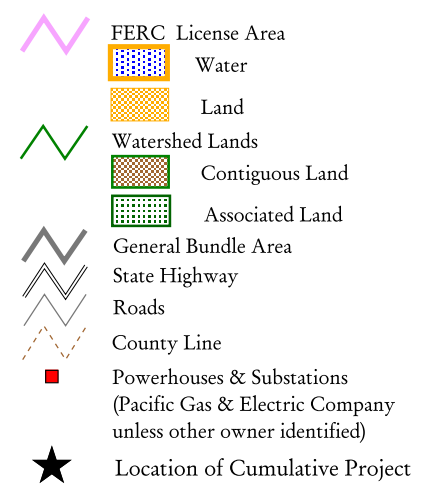 FERC License Area
Water
Land
Watershed Lands
Contiguous Land
Associated Land
General Bundle Area
State Highway
Roads
County Line
Powerhouses & Substations
(Pacific Gas & Electric Company
unless other owner identified)
Location of Cumulative Project